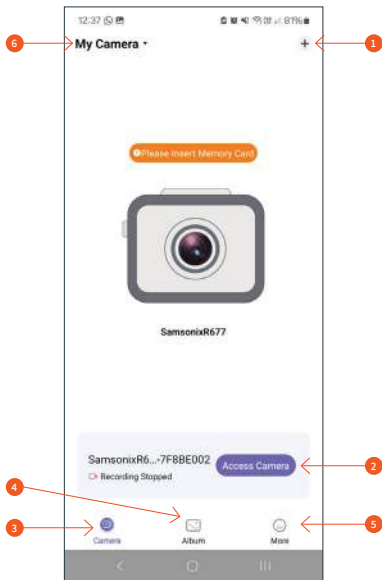 12:37
81%
6
My Camera
+
1
Please Insert Memory Card
SamsonixR677
SamsonixR6...-7F8BE002
Access Camera
2
Recording Stopped
4
3
5
Camera
Album
More